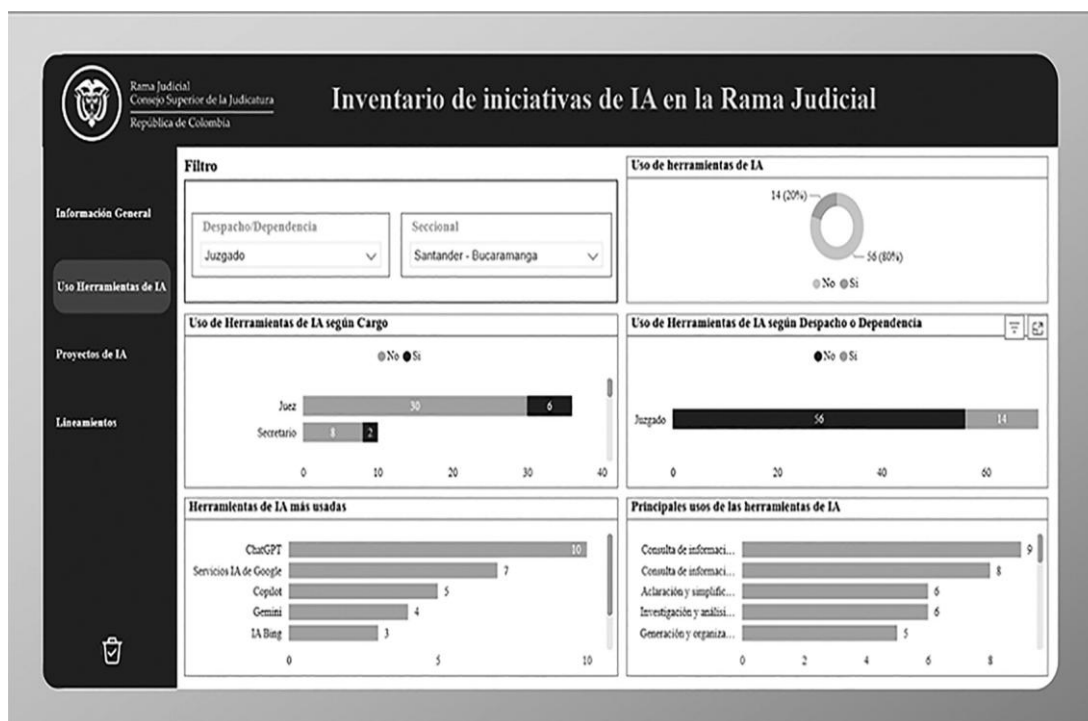 Rama Judicial
Consejo Superior de la Judicatura
República de Colombia
Inventario de iniciativas de IA en la Rama Judicial
Información General
Uso Herramientas de IA
Proyectos de IA
Lineamientos
Filtro
Despacho/Dependencia
Juzgado
Seccional
Santander - Bucaramanga
Uso de herramientas de IA
14 (20%)
56 (80%)
No Si
Uso de Herramientas de IA según Cargo
No Si
Juez 30 6
Secretario 8 2
0 10 20 30 40
Uso de Herramientas de IA según Despacho o Dependencia
No Si
Juzgado 56 14
0 20 40 60
Herramientas de IA más usadas
ChatGPT 10
Servicios IA de Google 7
Copilot 5
Gemini 4
IA Bing 3
0 5 10
Principales usos de las herramientas de IA
Consulta de informaci... 9
Consulta de informaci... 8
Aclaración y simplific... 6
Investigación y análisi... 6
Generación y organiza... 5
0 2 4 6 8